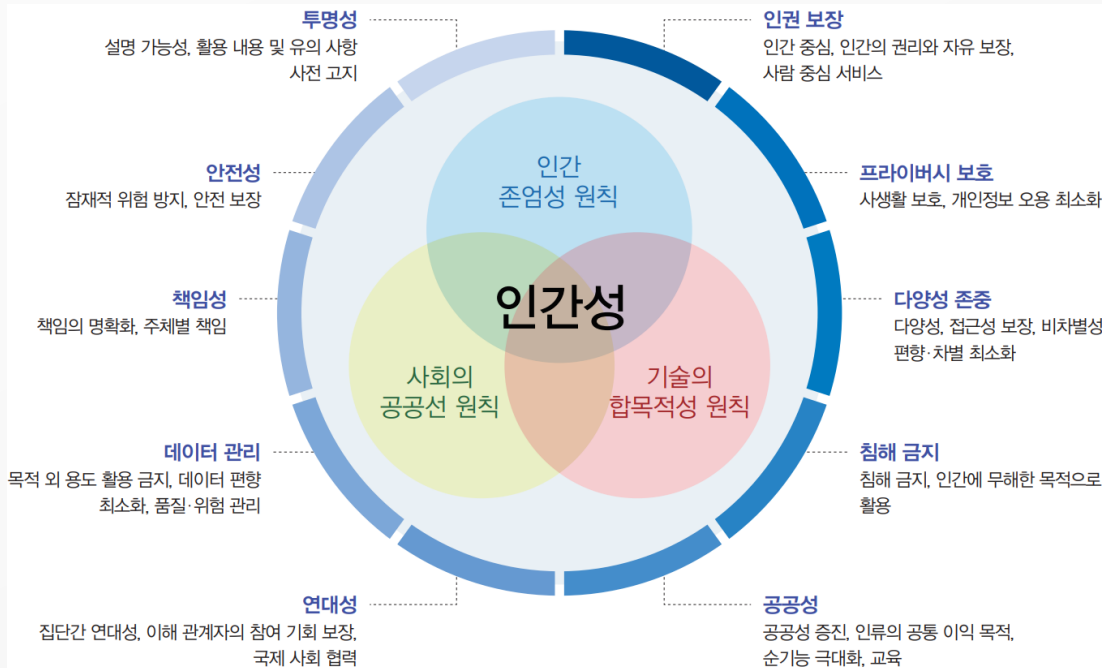 투명성
설명 가능성, 활용 내용 및 유의 사항
사전 고지
인권 보장
인간 중심, 인간의 권리와 자유 보장,
사람 중심 서비스
안전성
잠재적 위험 방지, 안전 보장
프라이버시 보호
사생활 보호, 개인정보 오용 최소화
책임성
책임의 명확화, 주체별 책임
다양성 존중
다양성, 접근성 보장, 비차별성
편향·차별 최소화
데이터 관리
목적 외 용도 활용 금지, 데이터 편향
최소화, 품질·위험 관리
침해 금지
침해 금지, 인간에 무해한 목적으로
활용
연대성
집단간 연대성, 이해 관계자의 참여 기회 보장,
국제 사회 협력
공공성
공공성 증진, 인류의 공통 이익 목적,
순기능 극대화, 교육
인간
존엄성 원칙
인간성
사회의
공공선 원칙
기술의
합목적성 원칙